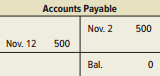 Accounts Payable
Nov. 2 500
Nov. 12 500
Bal. 0